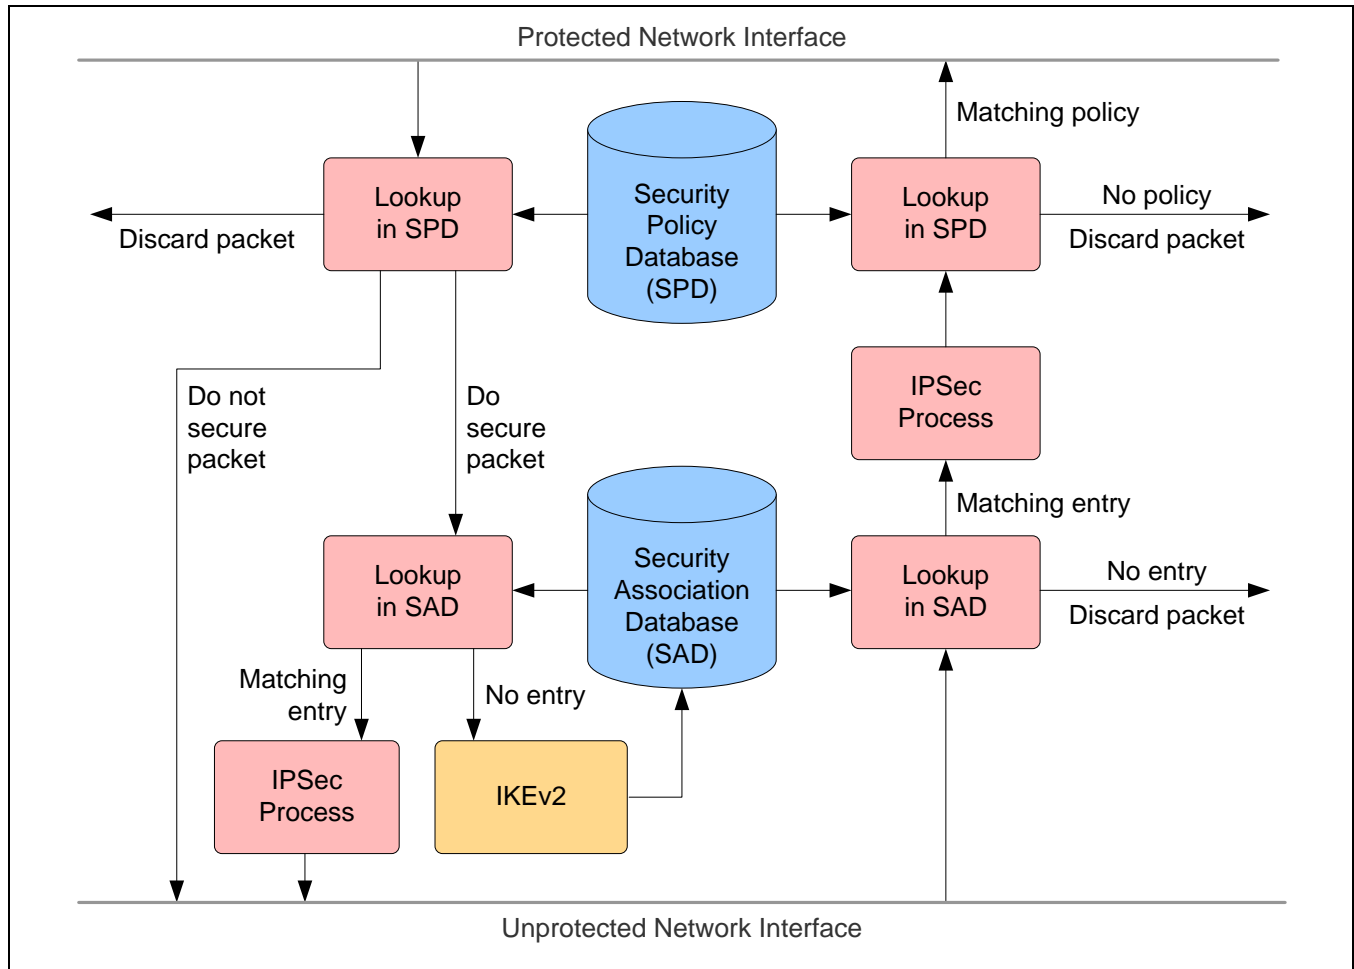 Protected Network Interface
Matching policy
Lookup
in SPD
Security
Policy
Database
(SPD)
Lookup
in SPD
No policy
Discard packet
Discard packet
Do not
secure
packet
Do
secure
packet
IPSec
Process
Matching entry
Lookup
in SAD
Security
Association
Database
(SAD)
Lookup
in SAD
No entry
Discard packet
Matching
entry
No entry
IPSec
Process
IKEv2
Unprotected Network Interface